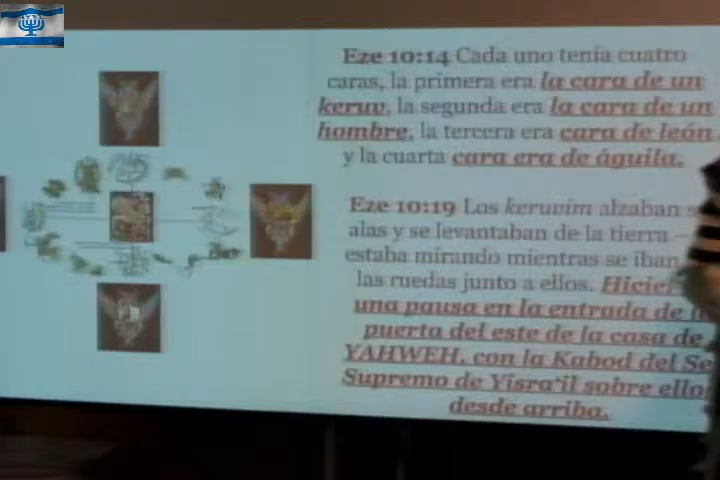 Eze 10:14 Cada uno tenía cuatro
caras, la primera era la cara de un
keruv, la segunda era la cara de un
hombre, la tercera era cara de león
y la cuarta cara era de águila.
Eze 10:19 Los keruvim alzaban
alas y se levantaban de la tierra –
estaba mirando mientras se iban
las ruedas junto a ellos.
una pausa en la entrada de
puerta del este de la casa de
YAHWEH, con la Kabod del
Supremo de Yisra'il sobre
desde arriba.